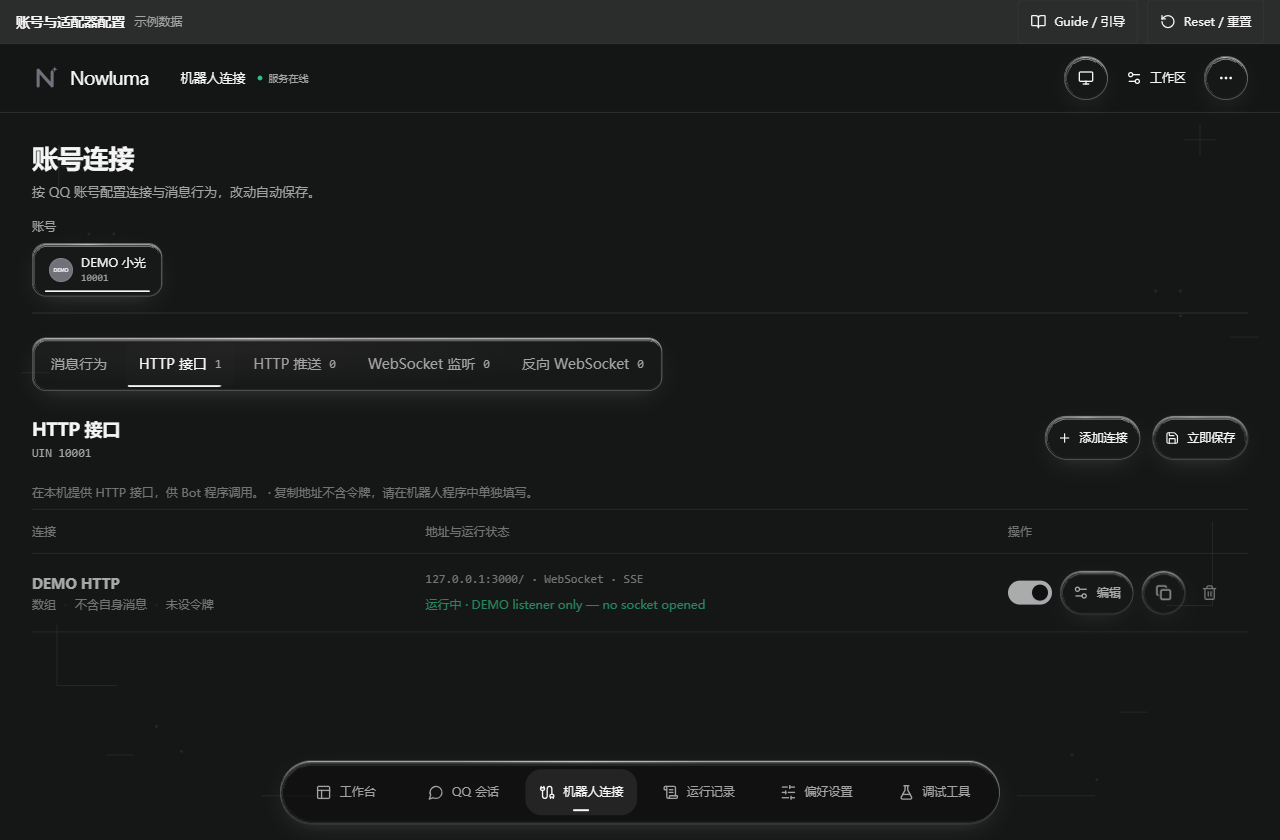 账号与适配器配置 示例数据 Guide / 引导 Reset / 重置
Nowluma 机器人连接 服务在线 工作区
账号连接
按 QQ 账号配置连接与消息行为，改动自动保存。
账号
DEMO DEMO 小光
10001
消息行为 HTTP 接口 1 HTTP 推送 0 WebSocket 监听 0 反向 WebSocket 0
HTTP 接口 添加连接 立即保存
UIN 10001
在本机提供 HTTP 接口，供 Bot 程序调用。 · 复制地址不含令牌，请在机器人程序中单独填写。
连接 地址与运行状态 操作
DEMO HTTP 127.0.0.1:3000/ · WebSocket · SSE 编辑
数组 · 不含自身消息 · 未设令牌 运行中 · DEMO listener only — no socket opened
工作台 QQ 会话 机器人连接 运行记录 偏好设置 调试工具